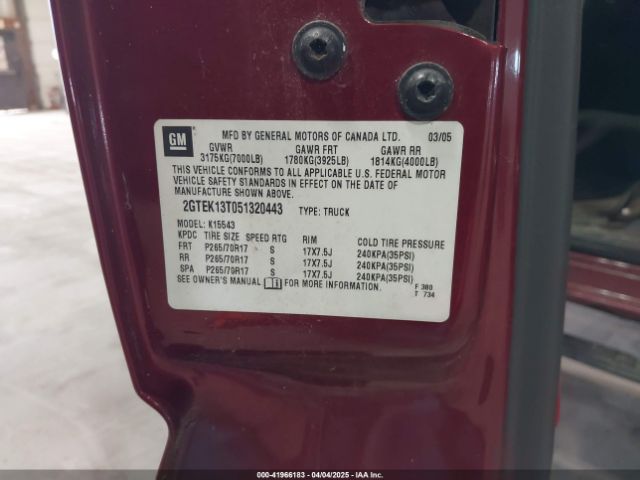 GM
MFD BY GENERAL MOTORS OF CANADA LTD. 03/05
GVWR GAWR FRT GAWR RR
3175KG(7000LB) 1780KG(3925LB) 1814KG(4000LB)
THIS VEHICLE CONFORMS TO ALL APPLICABLE U.S. FEDERAL MOTOR
VEHICLE SAFETY STANDARDS IN EFFECT ON THE DATE OF
MANUFACTURE SHOWN ABOVE.
2GTEK13T051320443 TYPE: TRUCK
MODEL: K15543
KPDC TIRE SIZE SPEED RTG RIM COLD TIRE PRESSURE
FRT P265/70R17 S 17X7.5J 240KPA(35PSI)
RR P265/70R17 S 17X7.5J 240KPA(35PSI)
SPA P265/70R17 S 17X7.5J 240KPA(35PSI)
SEE OWNER'S MANUAL FOR MORE INFORMATION.
F 380
T 734
00-41966183 - 04/04/2025 - IAAI.com